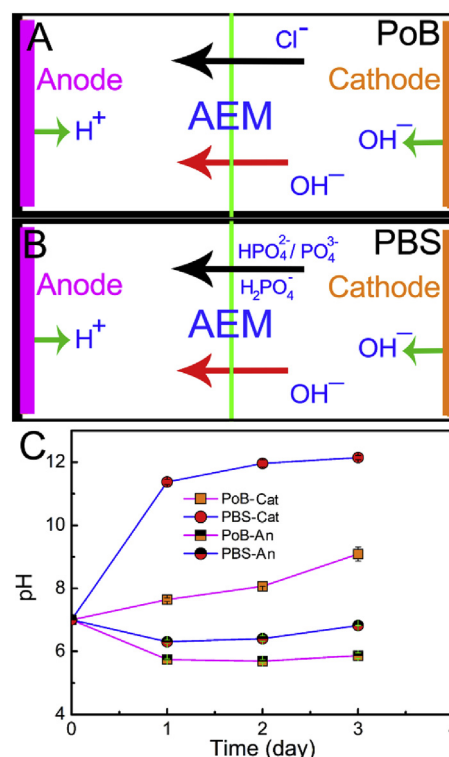 A
Cl⁻
PoB
Anode
Cathode
H⁺
AEM
OH⁻
OH⁻
B
HPO₄²⁻/ PO₄³⁻
PBS
Anode
H₂PO₄⁻
Cathode
H⁺
AEM
OH⁻
OH⁻
C
12
10
8
6
4
pH
PoB-Cat
PBS-Cat
PoB-An
PBS-An
0 1 2 3
Time (day)